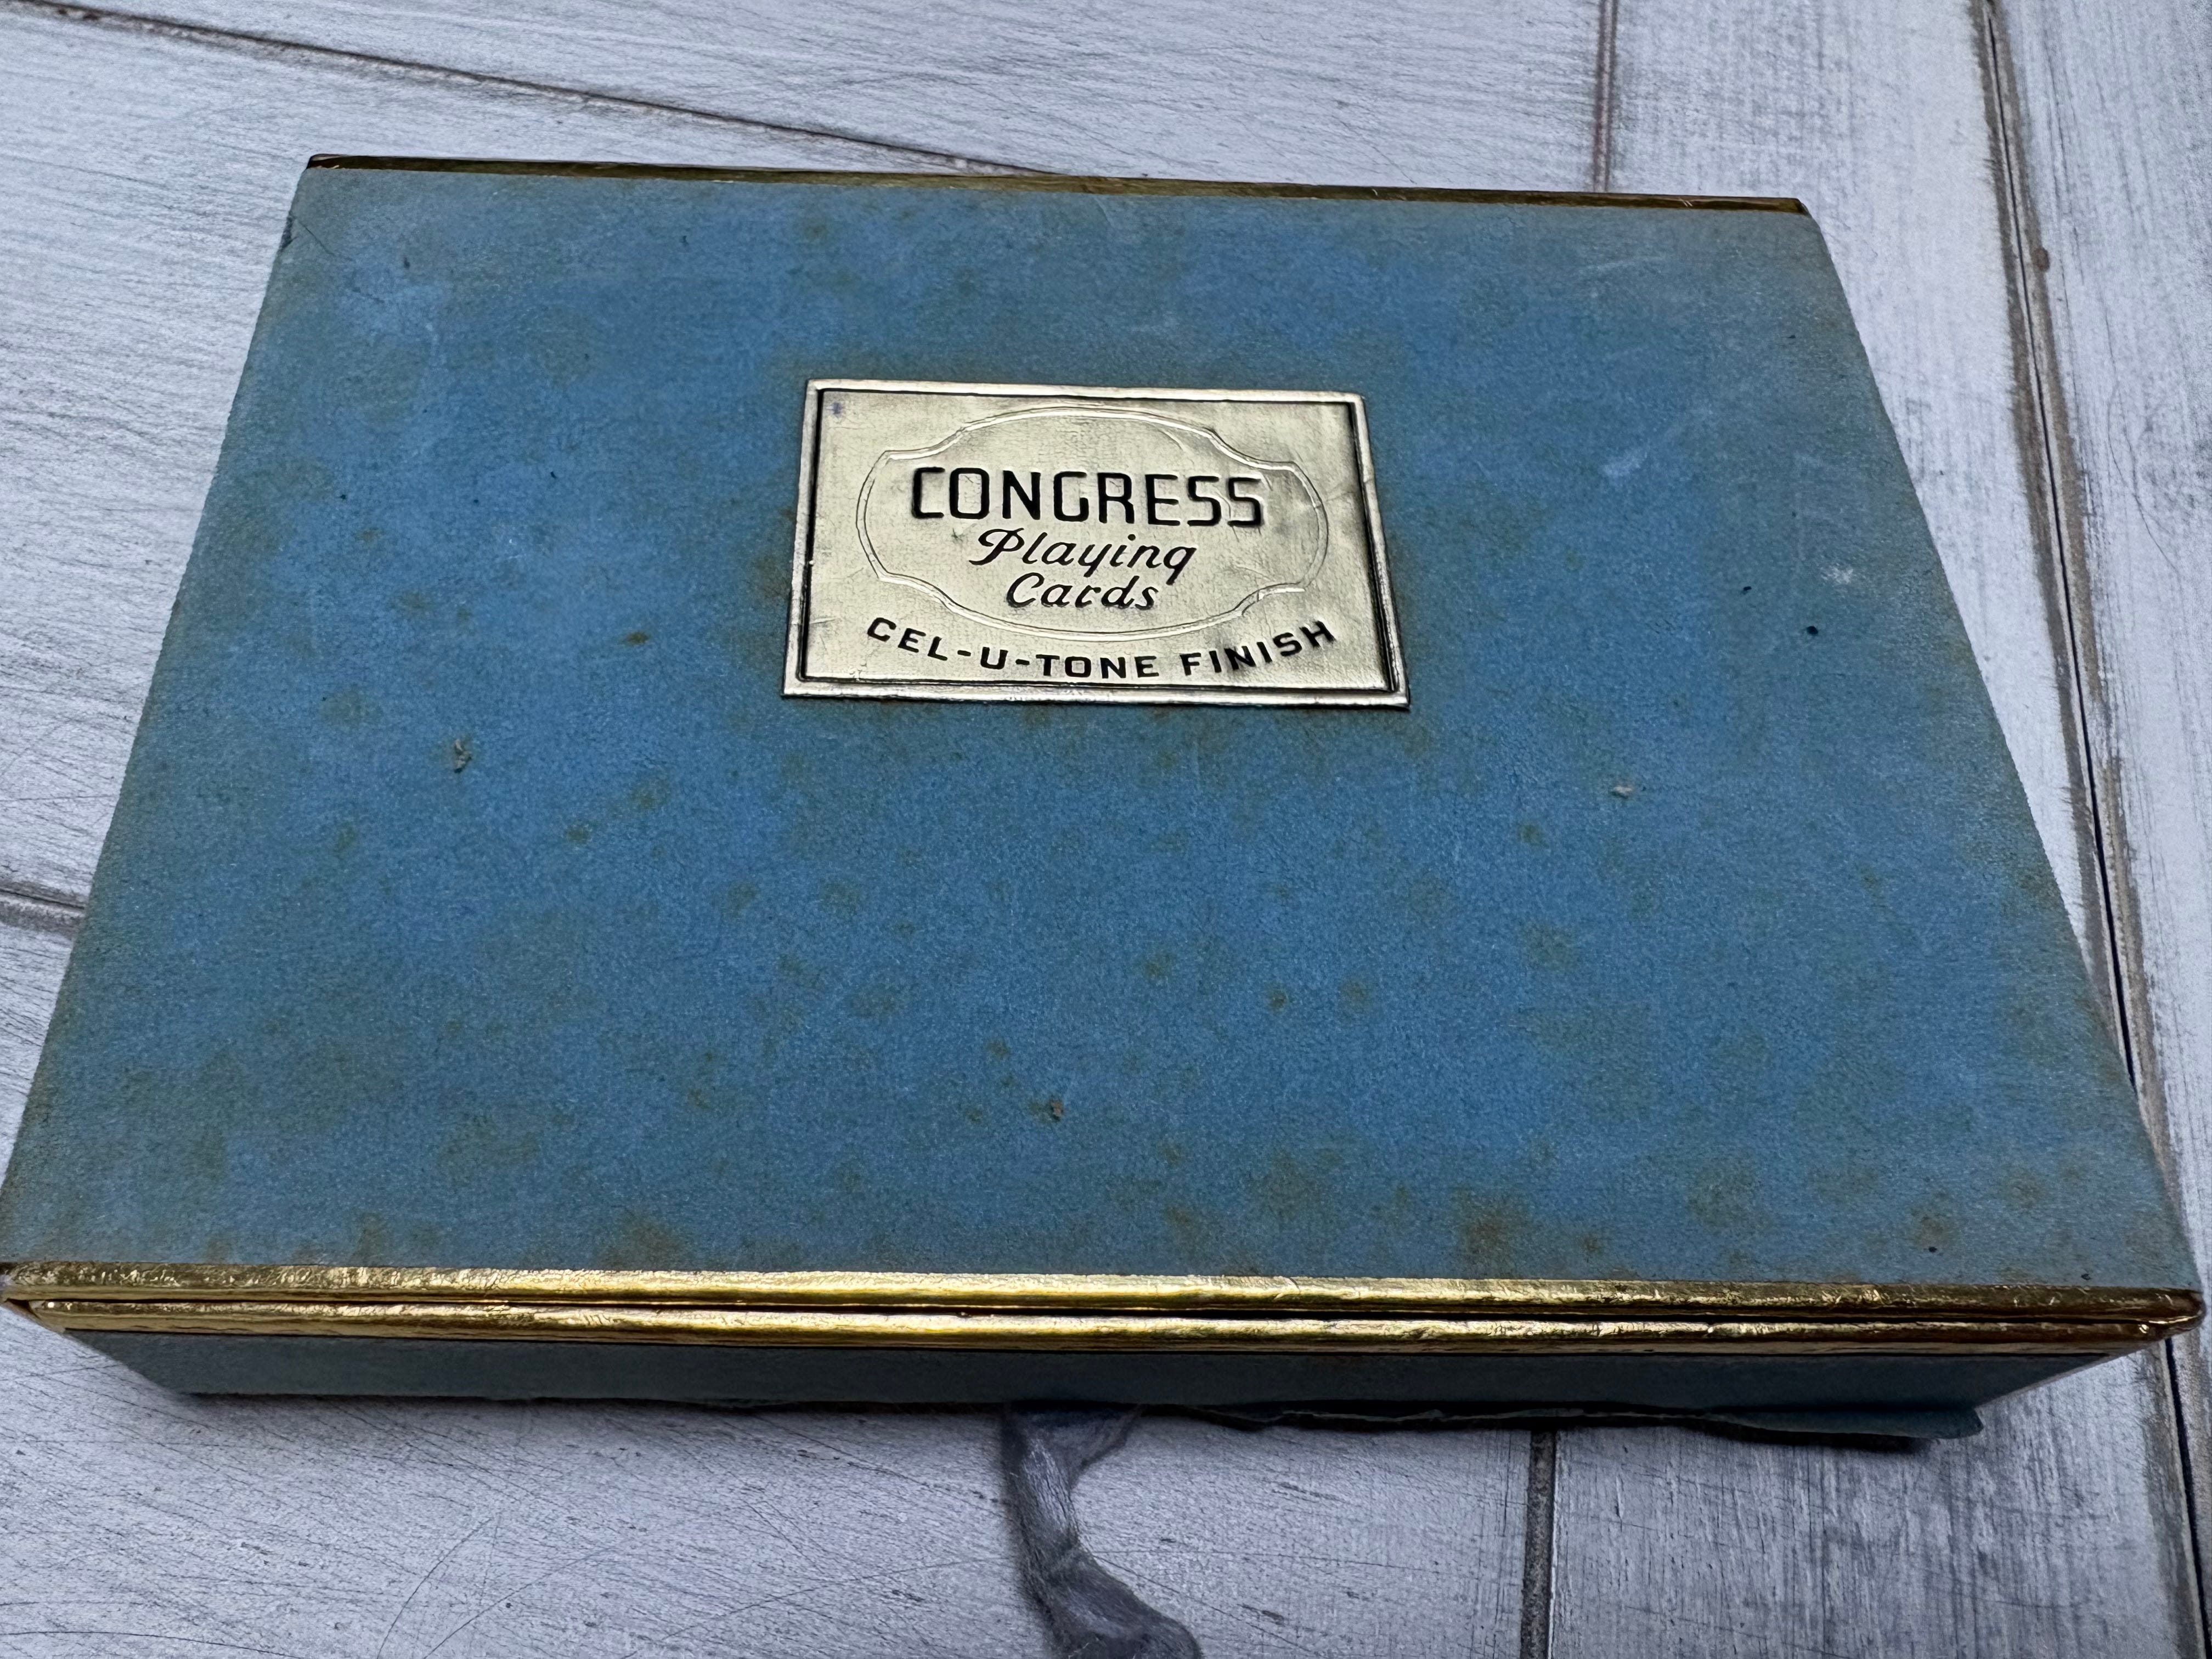 CONGRESS
Playing
Cards
CEL-U-TONE FINISH